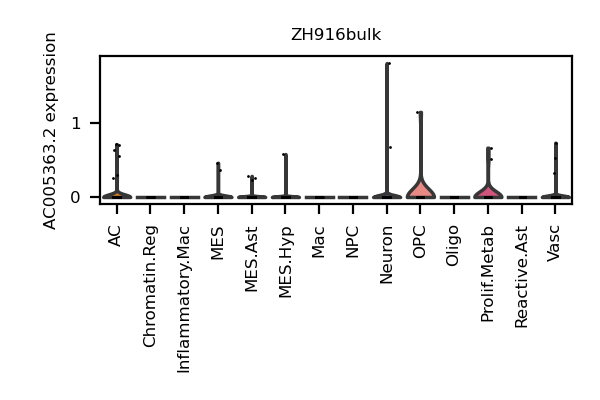 ZH916bulk
AC005363.2 expression
1
0
AC
Chromatin.Reg
Inflammatory.Mac
MES
MES.Ast
MES.Hyp
Mac
NPC
Neuron
OPC
Oligo
Prolif.Metab
Reactive.Ast
Vasc